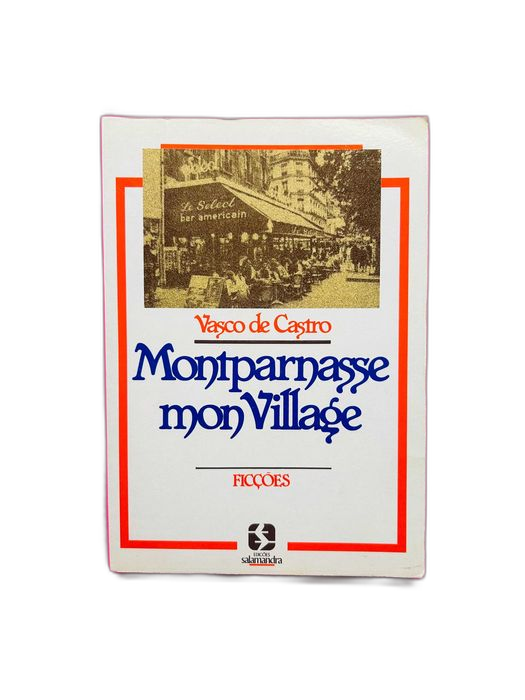 Le Select
bar americain
Vasco de Castro
Montparnasse
mon Village
FICÇÕES
EDIÇÕES
salamandra